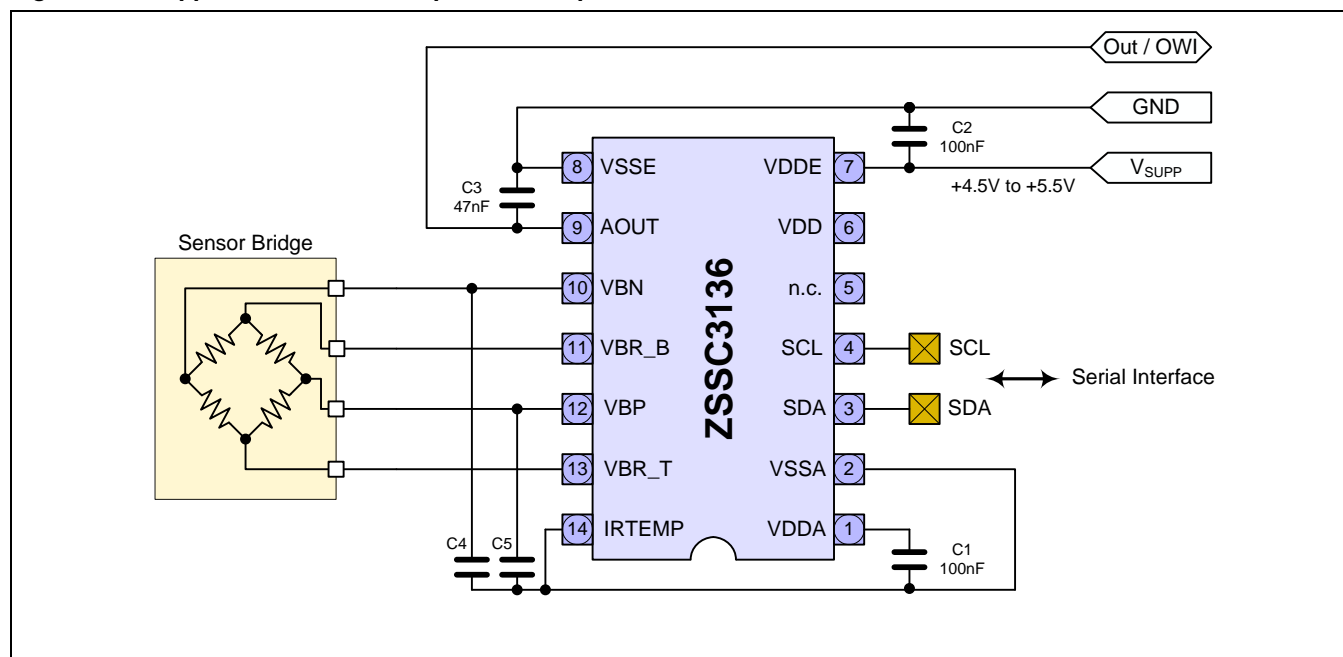 Out / OWI
GND
C2
100nF
V_SUPP
+4.5V to +5.5V
C3
47nF
8 VSSE
VDDE 7
9 AOUT
VDD 6
Sensor Bridge
10 VBN
n.c. 5
11 VBR_B
SCL 4
SCL
Serial Interface
12 VBP
SDA 3
SDA
13 VBR_T
VSSA 2
14 IRTEMP
VDDA 1
ZSSC3136
C4
C5
C1
100nF